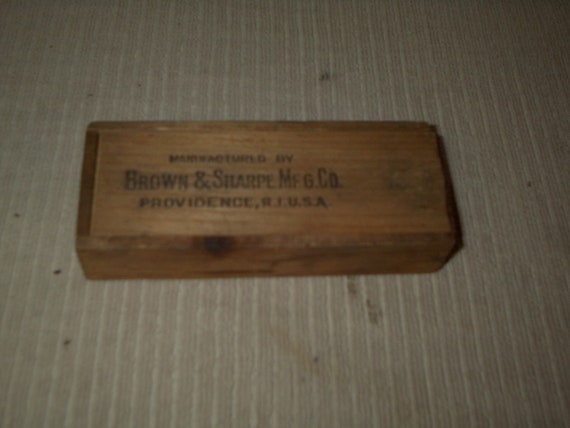 MANUFACTURED BY
BROWN & SHARPE MFG. CO.
PROVIDENCE, R.I. U.S.A.